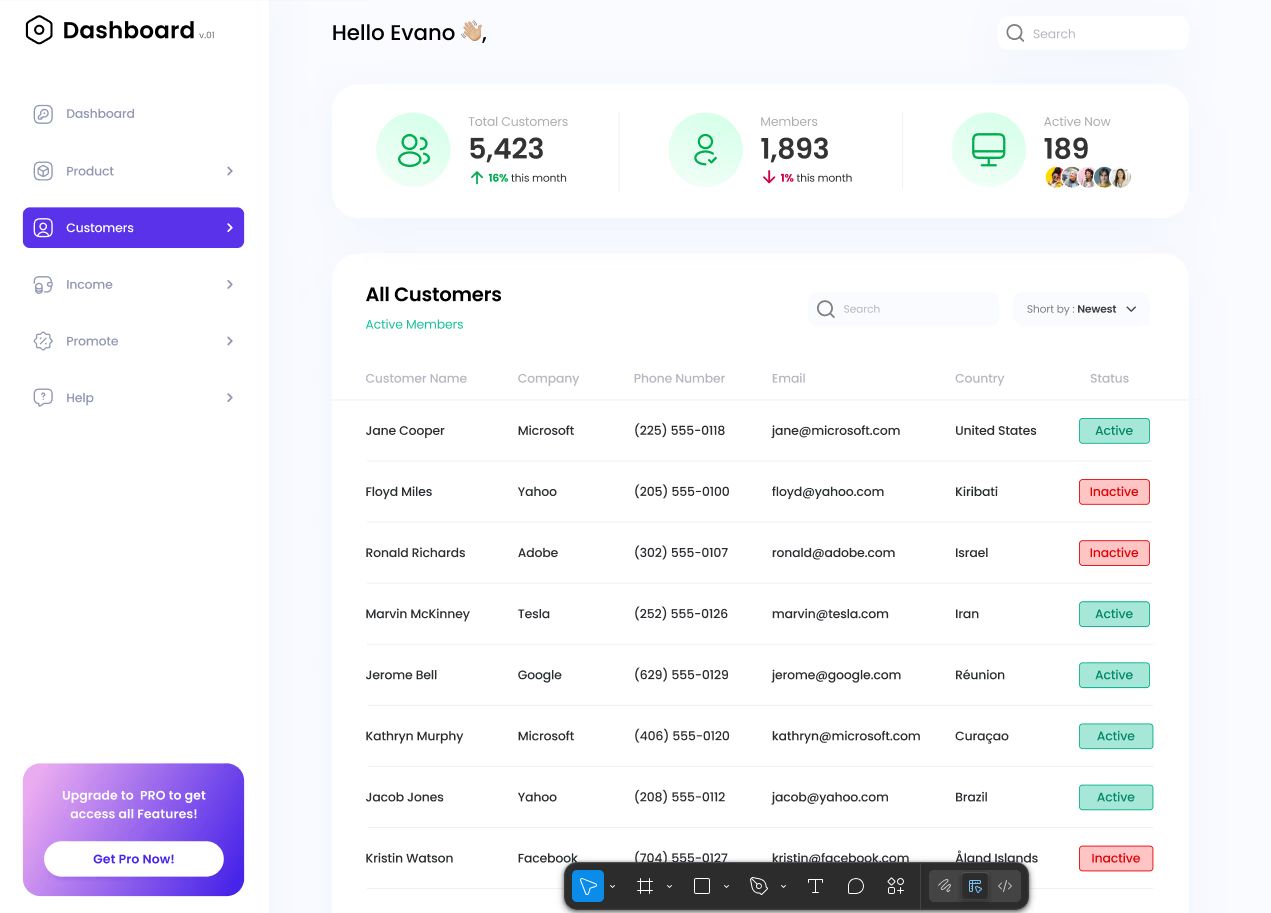 Dashboard v.01
Dashboard
Product
Customers
Income
Promote
Help
Upgrade to PRO to get
access all Features!
Get Pro Now!
Hello Evano 👋🏼,
Search
Total Customers
5,423
16% this month
Members
1,893
1% this month
Active Now
189
All Customers
Active Members
Search
Short by : Newest
Customer Name Company Phone Number Email Country Status
Jane Cooper Microsoft (225) 555-0118 jane@microsoft.com United States Active
Floyd Miles Yahoo (205) 555-0100 floyd@yahoo.com Kiribati Inactive
Ronald Richards Adobe (302) 555-0107 ronald@adobe.com Israel Inactive
Marvin McKinney Tesla (252) 555-0126 marvin@tesla.com Iran Active
Jerome Bell Google (629) 555-0129 jerome@google.com Réunion Active
Kathryn Murphy Microsoft (406) 555-0120 kathryn@microsoft.com Curaçao Active
Jacob Jones Yahoo (208) 555-0112 jacob@yahoo.com Brazil Active
Kristin Watson Facebook (704) 555-0127 kristin@facebook.com Åland Islands Inactive